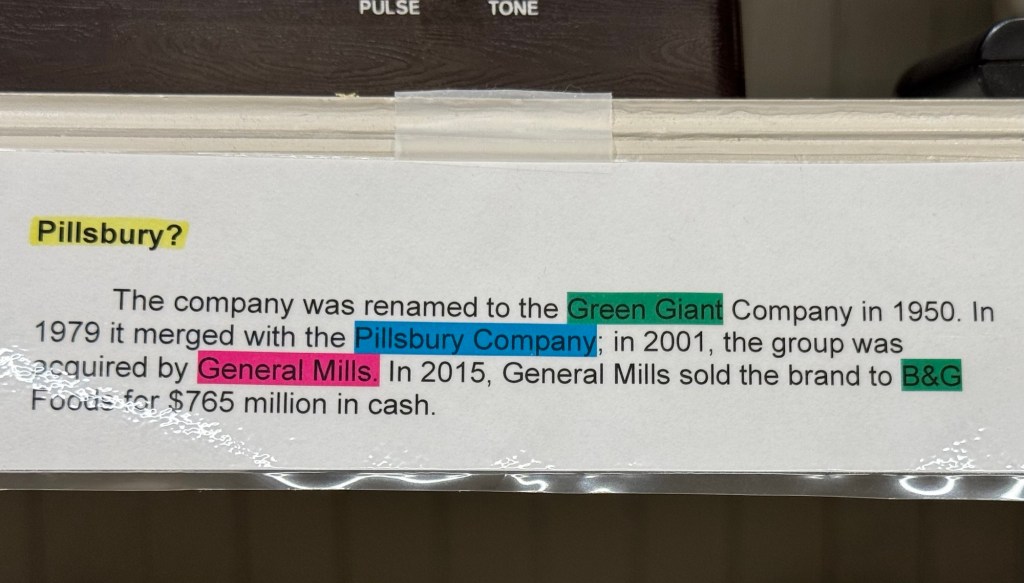 PULSE TONE
Pillsbury?
The company was renamed to the Green Giant Company in 1950. In
1979 it merged with the Pillsbury Company; in 2001, the group was
acquired by General Mills. In 2015, General Mills sold the brand to B&G
Foods for $765 million in cash.